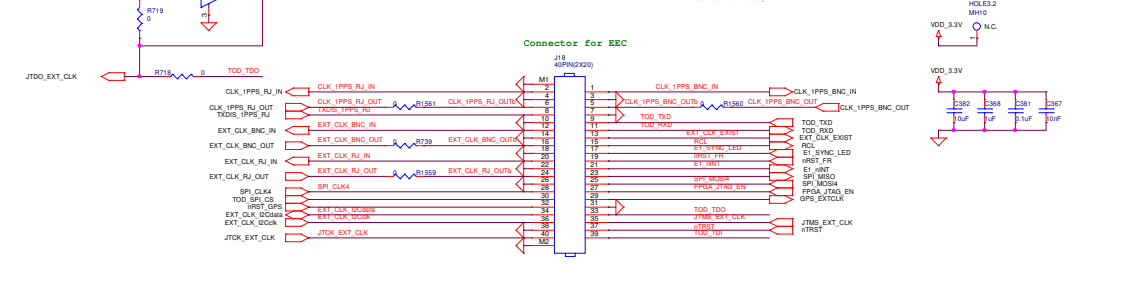 R719
0
3
HOLE3.2
MH10
N.C.
1
VDD_3.3V
Connector for EEC
J18
40PIN(2X20)
JTDO_EXT_CLK
R718
0
TOD_TDO
VDD_3.3V
M1
CLK_1PPS_RJ_IN
CLK_1PPS_RJ_IN
2
1
CLK_1PPS_BNC_IN
CLK_1PPS_BNC_IN
4
3
CLK_1PPS_RJ_OUT
CLK_1PPS_RJ_OUT
0
R1561
CLK_1PPS_RJ_OUTb
6
5
CLK_1PPS_BNC_OUTb
0
R1560
CLK_1PPS_BNC_OUT
CLK_1PPS_BNC_OUT
TXDIS_1PPS_RJ
TXDIS_1PPS_RJ
8
7
10
9
TOD_TXD
TOD_TXD
EXT_CLK_BNC_IN
EXT_CLK_BNC_IN
12
11
TOD_RXD
TOD_RXD
14
13
EXT_CLK_EXIST
EXT_CLK_EXIST
EXT_CLK_BNC_OUT
EXT_CLK_BNC_OUT
0
R739
EXT_CLK_BNC_OUTb
16
15
RCL
RCL
18
17
E1_SYNC_LED
E1_SYNC_LED
EXT_CLK_RJ_IN
EXT_CLK_RJ_IN
20
19
nRST_FR
nRST_FR
22
21
E1_nINT
E1_nINT
EXT_CLK_RJ_OUT
EXT_CLK_RJ_OUT
0
R1559
EXT_CLK_RJ_OUTb
24
23
SPI_MISO
26
25
SPI_MOSI4
SPI_MOSI4
SPI_CLK4
SPI_CLK4
28
27
FPGA_JTAG_EN
FPGA_JTAG_EN
TOD_SPI_CS
30
29
GPS_EXTCLK
nRST_GPS
32
31
EXT_CLK_I2Cdata
EXT_CLK_I2Cdata
34
33
TOD_TDO
EXT_CLK_I2Cclk
EXT_CLK_I2Cclk
36
35
JTMS_EXT_CLK
JTMS_EXT_CLK
38
37
nTRST
nTRST
JTCK_EXT_CLK
JTCK_EXT_CLK
40
39
TOD_TDI
M2
C382
C368
C381
C367
10uF
1uF
0.1uF
10nF